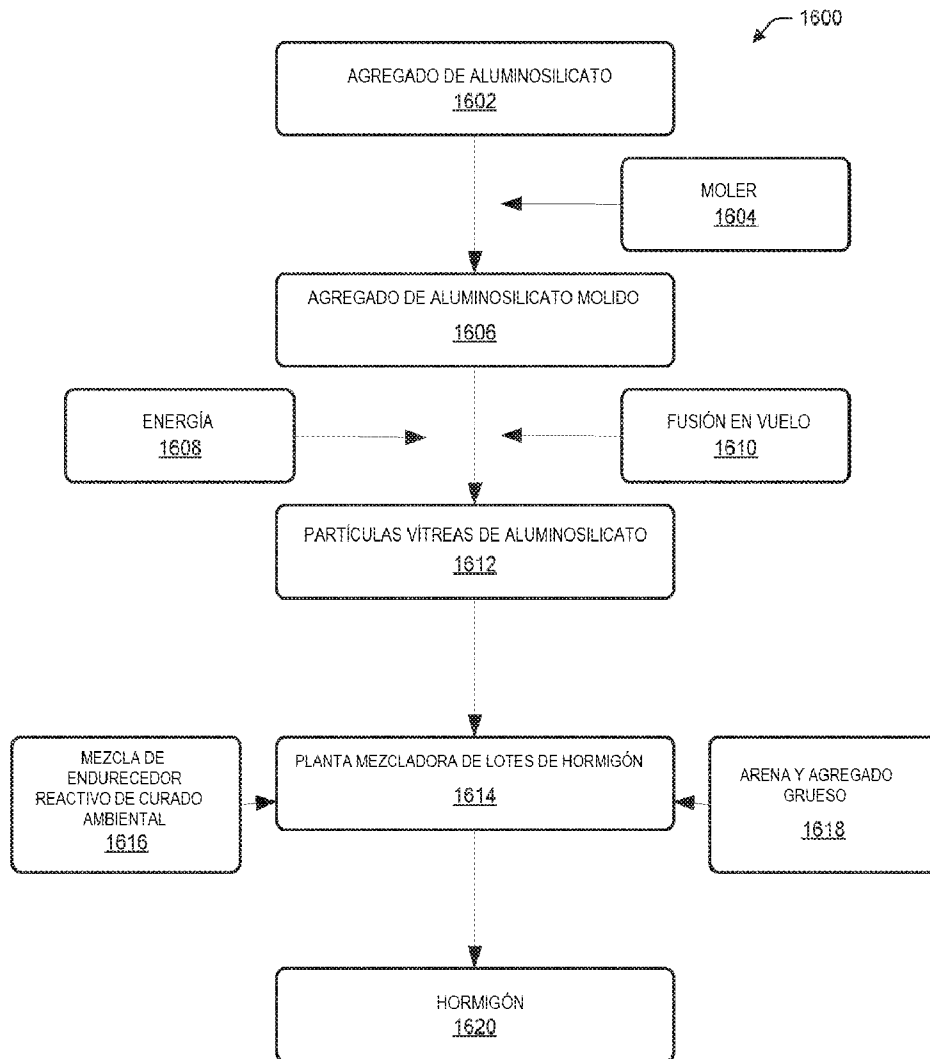 1600
AGREGADO DE ALUMINOSILICATO
1602
MOLER
1604
AGREGADO DE ALUMINOSILICATO MOLIDO
1606
ENERGÍA
1608
FUSIÓN EN VUELO
1610
PARTÍCULAS VÍTREAS DE ALUMINOSILICATO
1612
MEZCLA DE
ENDURECEDOR
REACTIVO DE CURADO
AMBIENTAL
1616
PLANTA MEZCLADORA DE LOTES DE HORMIGÓN
1614
ARENA Y AGREGADO
GRUESO
1618
HORMIGÓN
1620